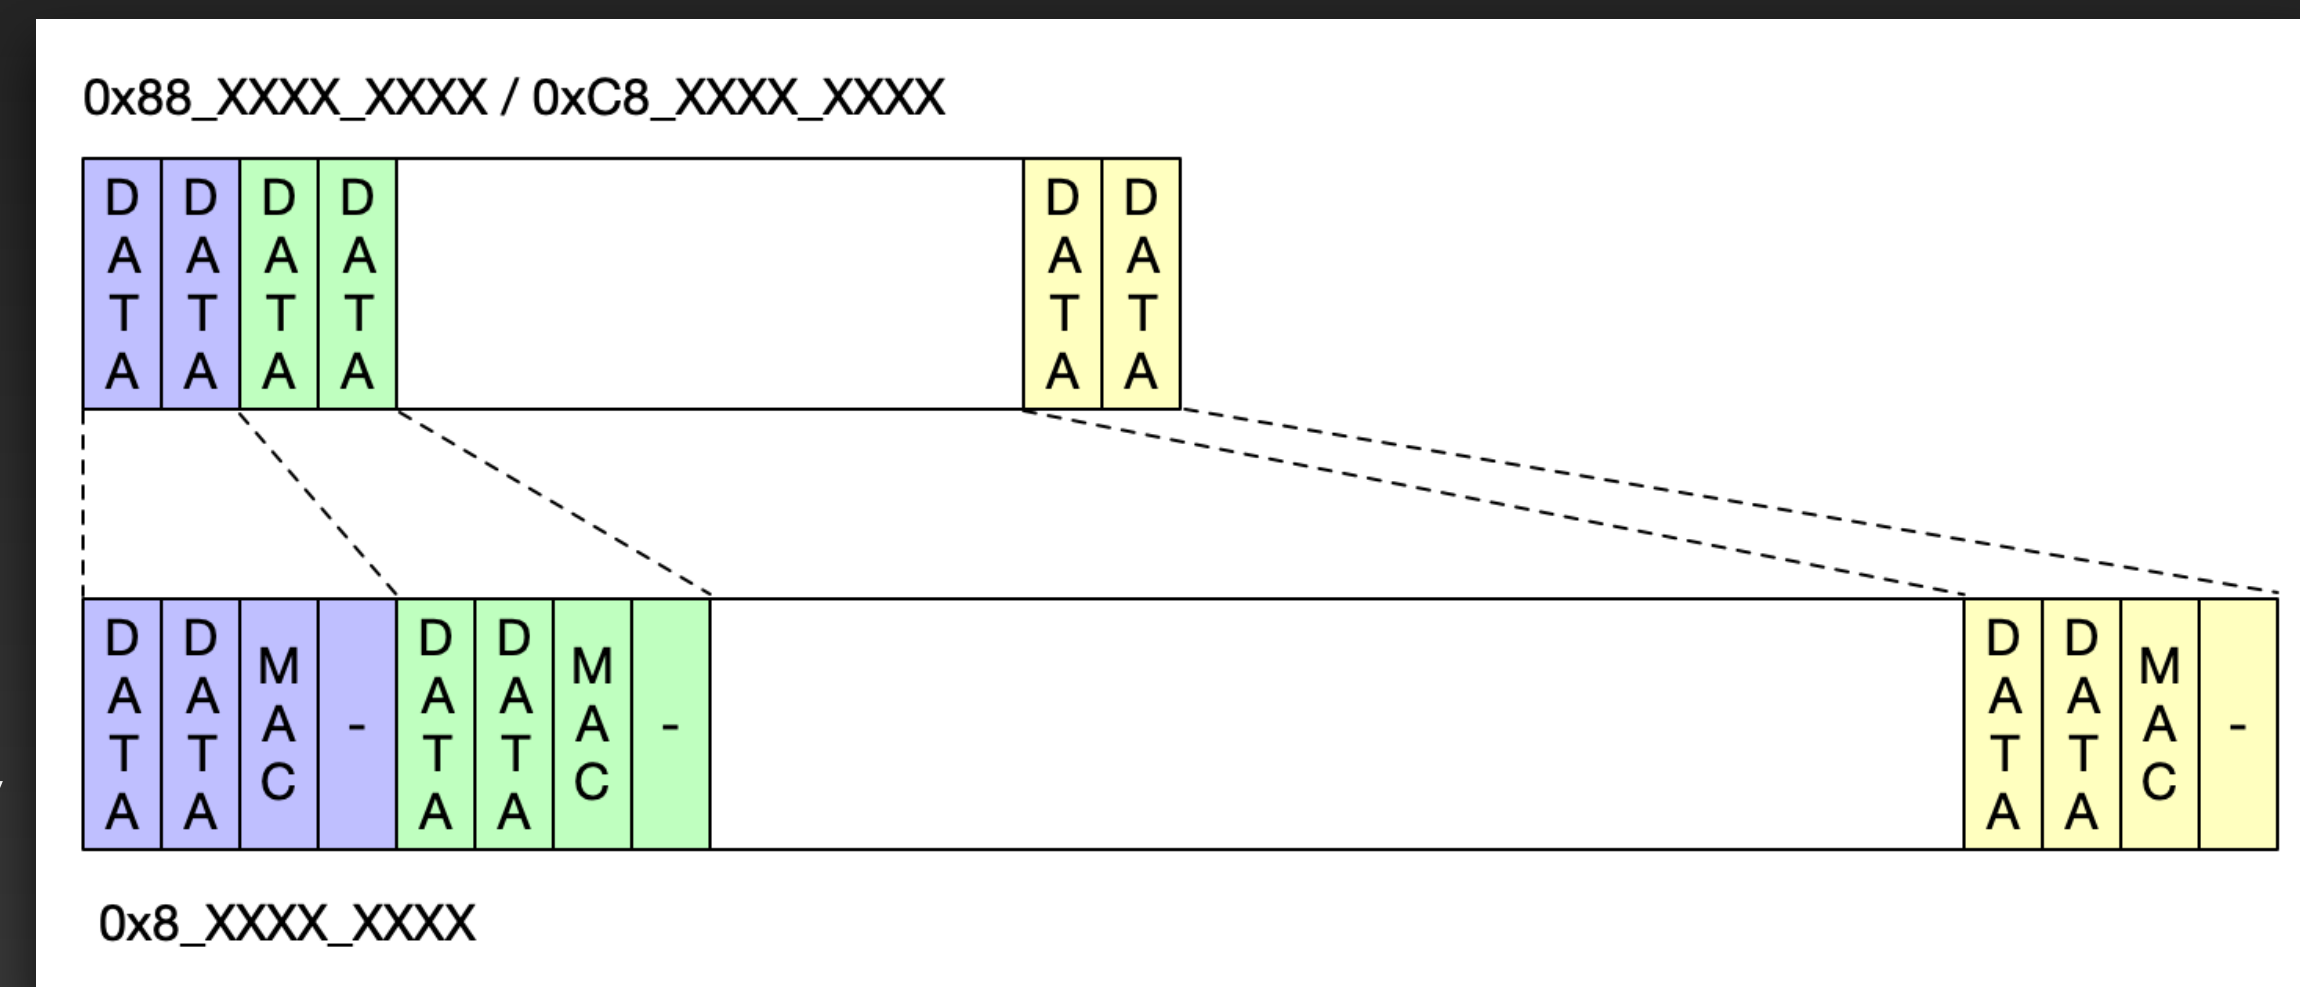 0x88_XXXX_XXXX / 0xC8_XXXX_XXXX
DATA DATA DATA DATA DATA DATA
DATA DATA MAC - DATA DATA MAC - DATA DATA MAC -
0x8_XXXX_XXXX